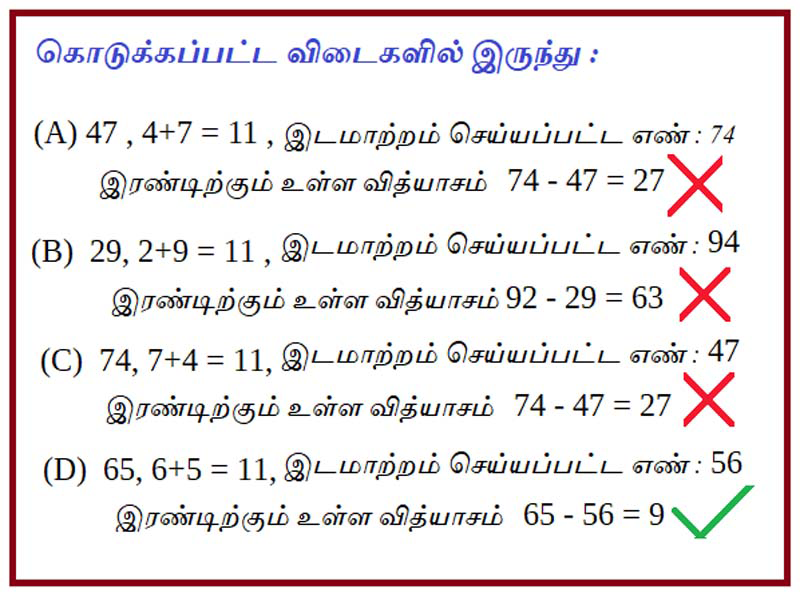 கொடுக்கப்பட்ட விடைகளில் இருந்து :
(A) 47 , 4+7 = 11 , இடமாற்றம் செய்யப்பட்ட எண் : 74
இரண்டிற்கும் உள்ள வித்யாசம் 74 - 47 = 27
(B) 29, 2+9 = 11 , இடமாற்றம் செய்யப்பட்ட எண் : 94
இரண்டிற்கும் உள்ள வித்யாசம் 92 - 29 = 63
(C) 74, 7+4 = 11, இடமாற்றம் செய்யப்பட்ட எண் : 47
இரண்டிற்கும் உள்ள வித்யாசம் 74 - 47 = 27
(D) 65, 6+5 = 11, இடமாற்றம் செய்யப்பட்ட எண் : 56
இரண்டிற்கும் உள்ள வித்யாசம் 65 - 56 = 9